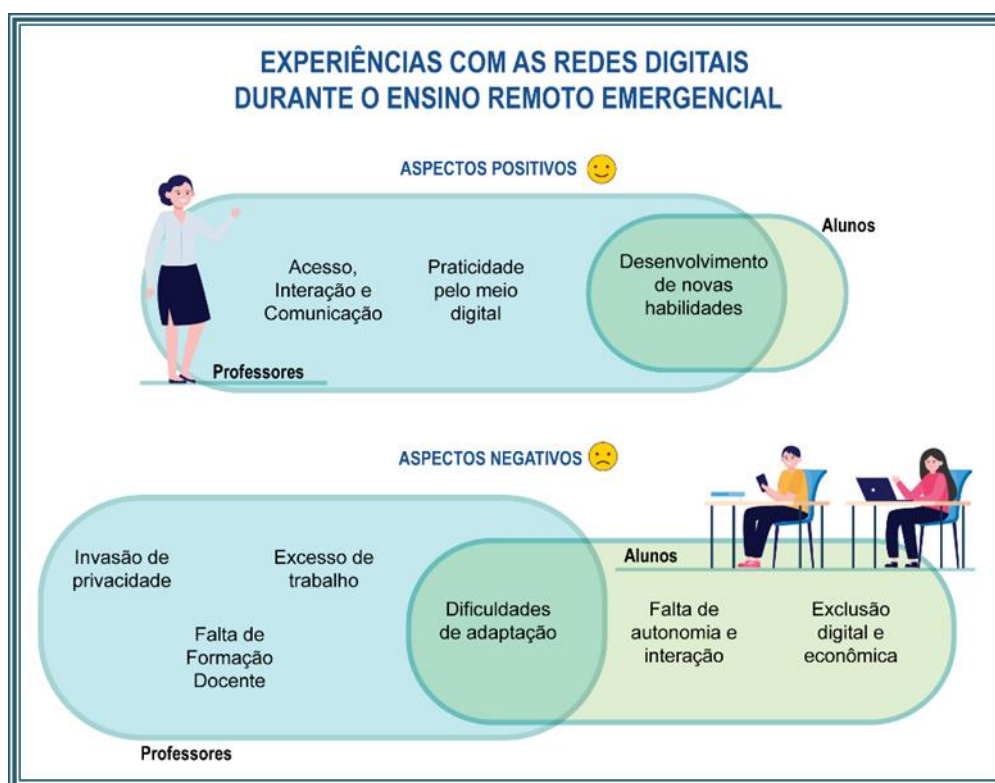 EXPERIÊNCIAS COM AS REDES DIGITAIS
DURANTE O ENSINO REMOTO EMERGENCIAL
ASPECTOS POSITIVOS
Alunos
Acesso,
Interação e
Comunicação
Praticidade
pelo meio
digital
Desenvolvimento
de novas
habilidades
Professores
ASPECTOS NEGATIVOS
Alunos
Invasão de
privacidade
Excesso de
trabalho
Falta de
Formação
Docente
Dificuldades
de adaptação
Falta de
autonomia e
interação
Exclusão
digital e
econômica
Professores